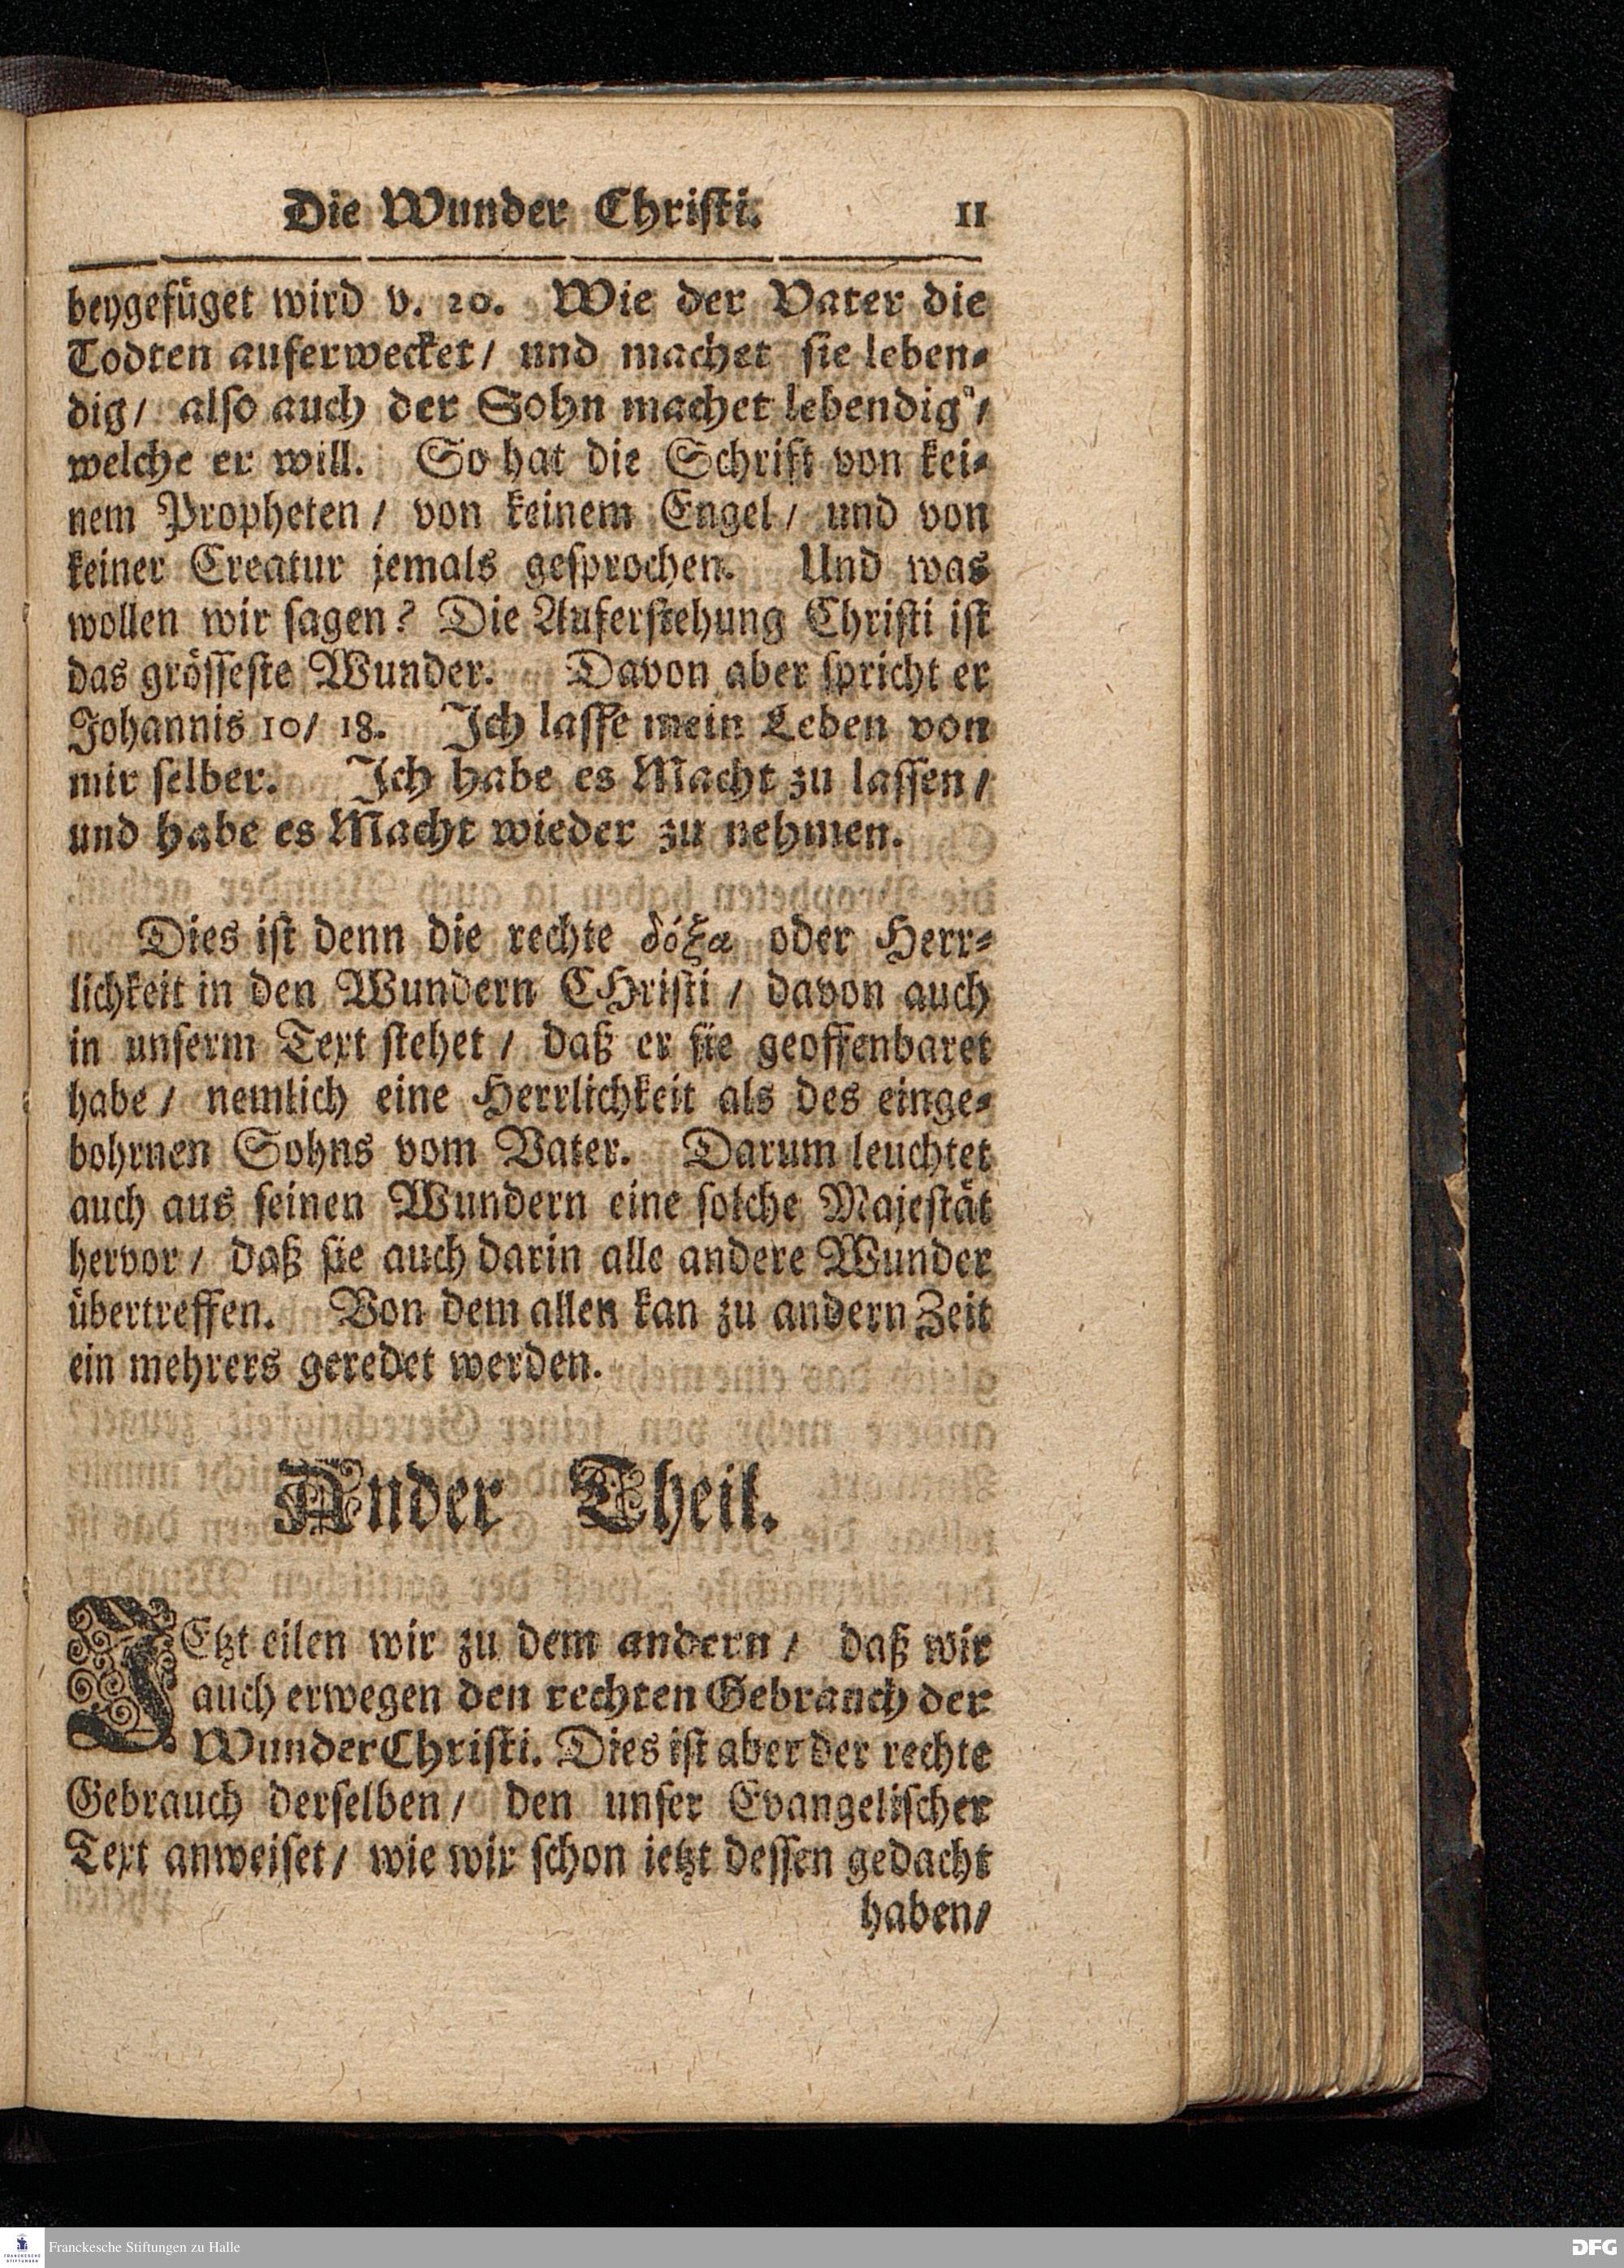 Die Wunder Christi. 11
beygefüget wird v. 20. Wie der Vater die
Todten auferwecket/ und machet sie leben-
dig/ also auch der Sohn machet lebendig/
welche er will. So hat die Schrift von kei-
nem Propheten/ von keinem Engel/ und von
keiner Creatur jemals gesprochen. Und was
wollen wir sagen? Die Auferstehung Christi ist
das grösseste Wunder. Davon aber spricht er
Johannis 10/ 18. Ich lasse mein Leben von
mir selber. Ich habe es Macht zu lassen/
und habe es Macht wieder zu nehmen.
Dies ist denn die rechte δόξα oder Herr-
lichkeit in den Wundern CHristi/ davon auch
in unserm Text stehet/ daß er sie geoffenbaret
habe/ nemlich eine Herrlichkeit als des einge-
bohrnen Sohns vom Vater. Darum leuchtet
auch aus seinen Wundern eine solche Majestät
hervor/ daß sie auch darin alle andere Wunder
übertreffen. Von dem allen kan zu andern Zeit
ein mehrers geredet werden.
Ander Theil.
JEtzt eilen wir zu dem andern/ daß wir
auch erwegen den rechten Gebrauch der
Wunder Christi. Dies ist aber der rechte
Gebrauch derselben/ den unser Evangelischer
Text anweiset/ wie wir schon ietzt dessen gedacht
haben/
FRANCKESCHE
STIFTUNGEN
Franckesche Stiftungen zu Halle
DFG